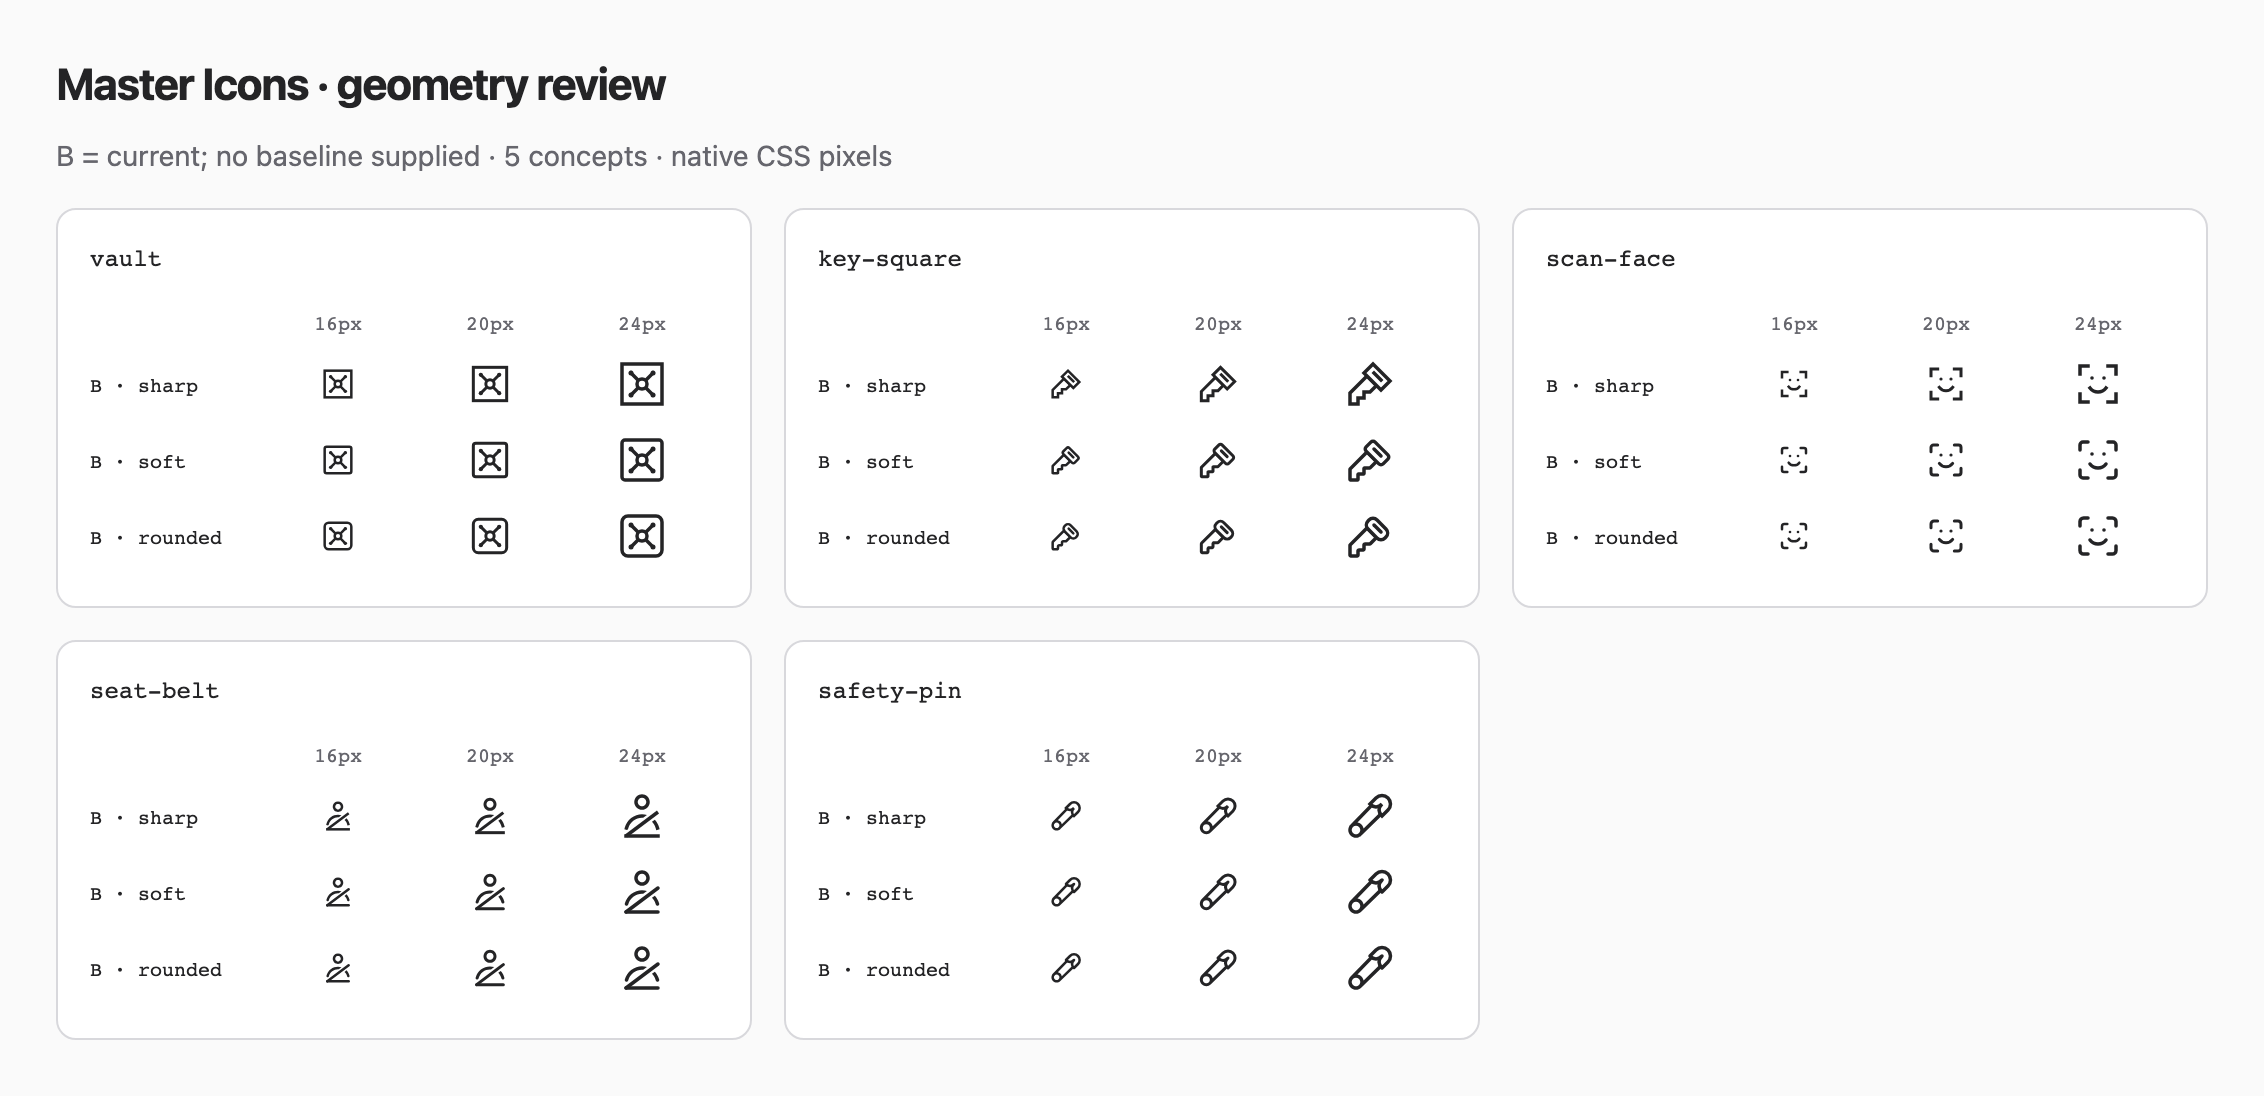 Master Icons · geometry review
B = current; no baseline supplied · 5 concepts · native CSS pixels
vault
16px 20px 24px
B · sharp
B · soft
B · rounded
key-square
16px 20px 24px
B · sharp
B · soft
B · rounded
scan-face
16px 20px 24px
B · sharp
B · soft
B · rounded
seat-belt
16px 20px 24px
B · sharp
B · soft
B · rounded
safety-pin
16px 20px 24px
B · sharp
B · soft
B · rounded